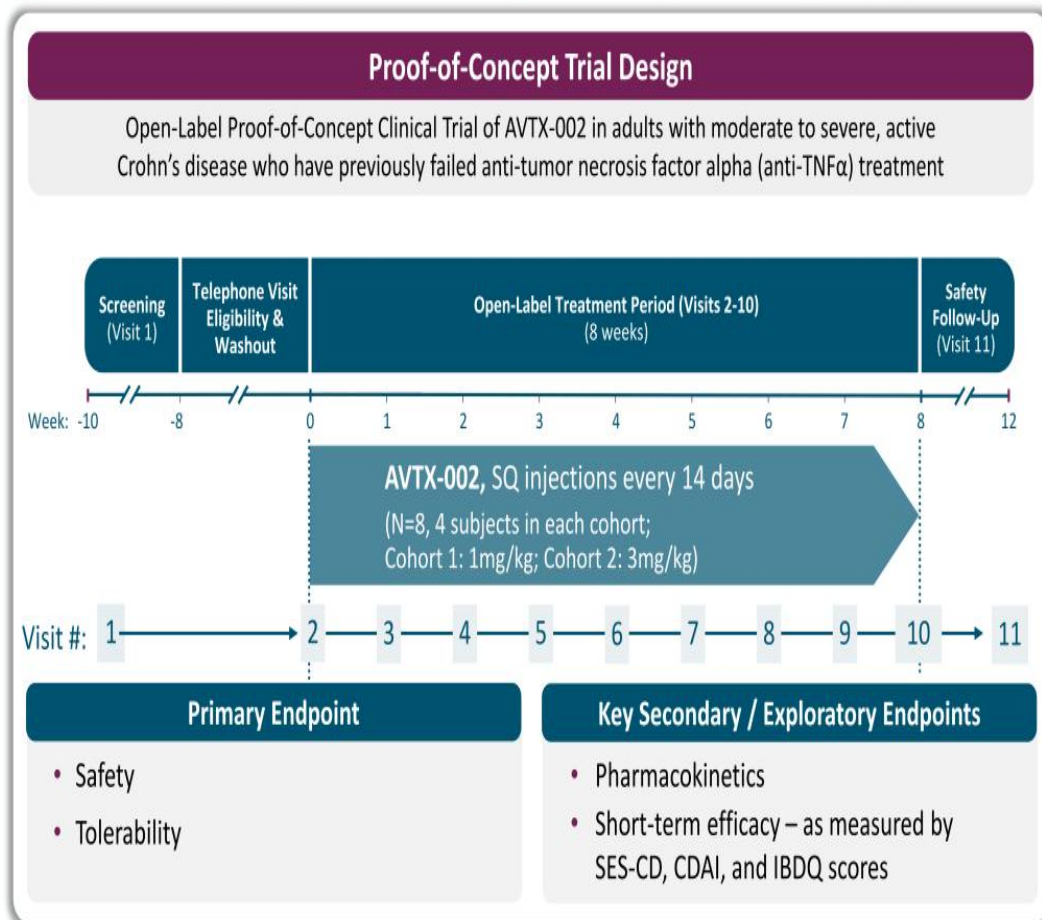 Proof-of-Concept Trial Design
Open-Label Proof-of-Concept Clinical Trial of AVTX-002 in adults with moderate to severe, active
Crohn's disease who have previously failed anti-tumor necrosis factor alpha (anti-TNFα) treatment
Screening
(Visit 1)
Telephone Visit
Eligibility &
Washout
Open-Label Treatment Period (Visits 2-10)
(8 weeks)
Safety
Follow-Up
(Visit 11)
Week: -10 -8 0 1 2 3 4 5 6 7 8 12
AVTX-002, SQ injections every 14 days
(N=8, 4 subjects in each cohort;
Cohort 1: 1mg/kg; Cohort 2: 3mg/kg)
Visit #: 1 2 3 4 5 6 7 8 9 10 11
Primary Endpoint
• Safety
• Tolerability
Key Secondary / Exploratory Endpoints
• Pharmacokinetics
• Short-term efficacy – as measured by
SES-CD, CDAI, and IBDQ scores